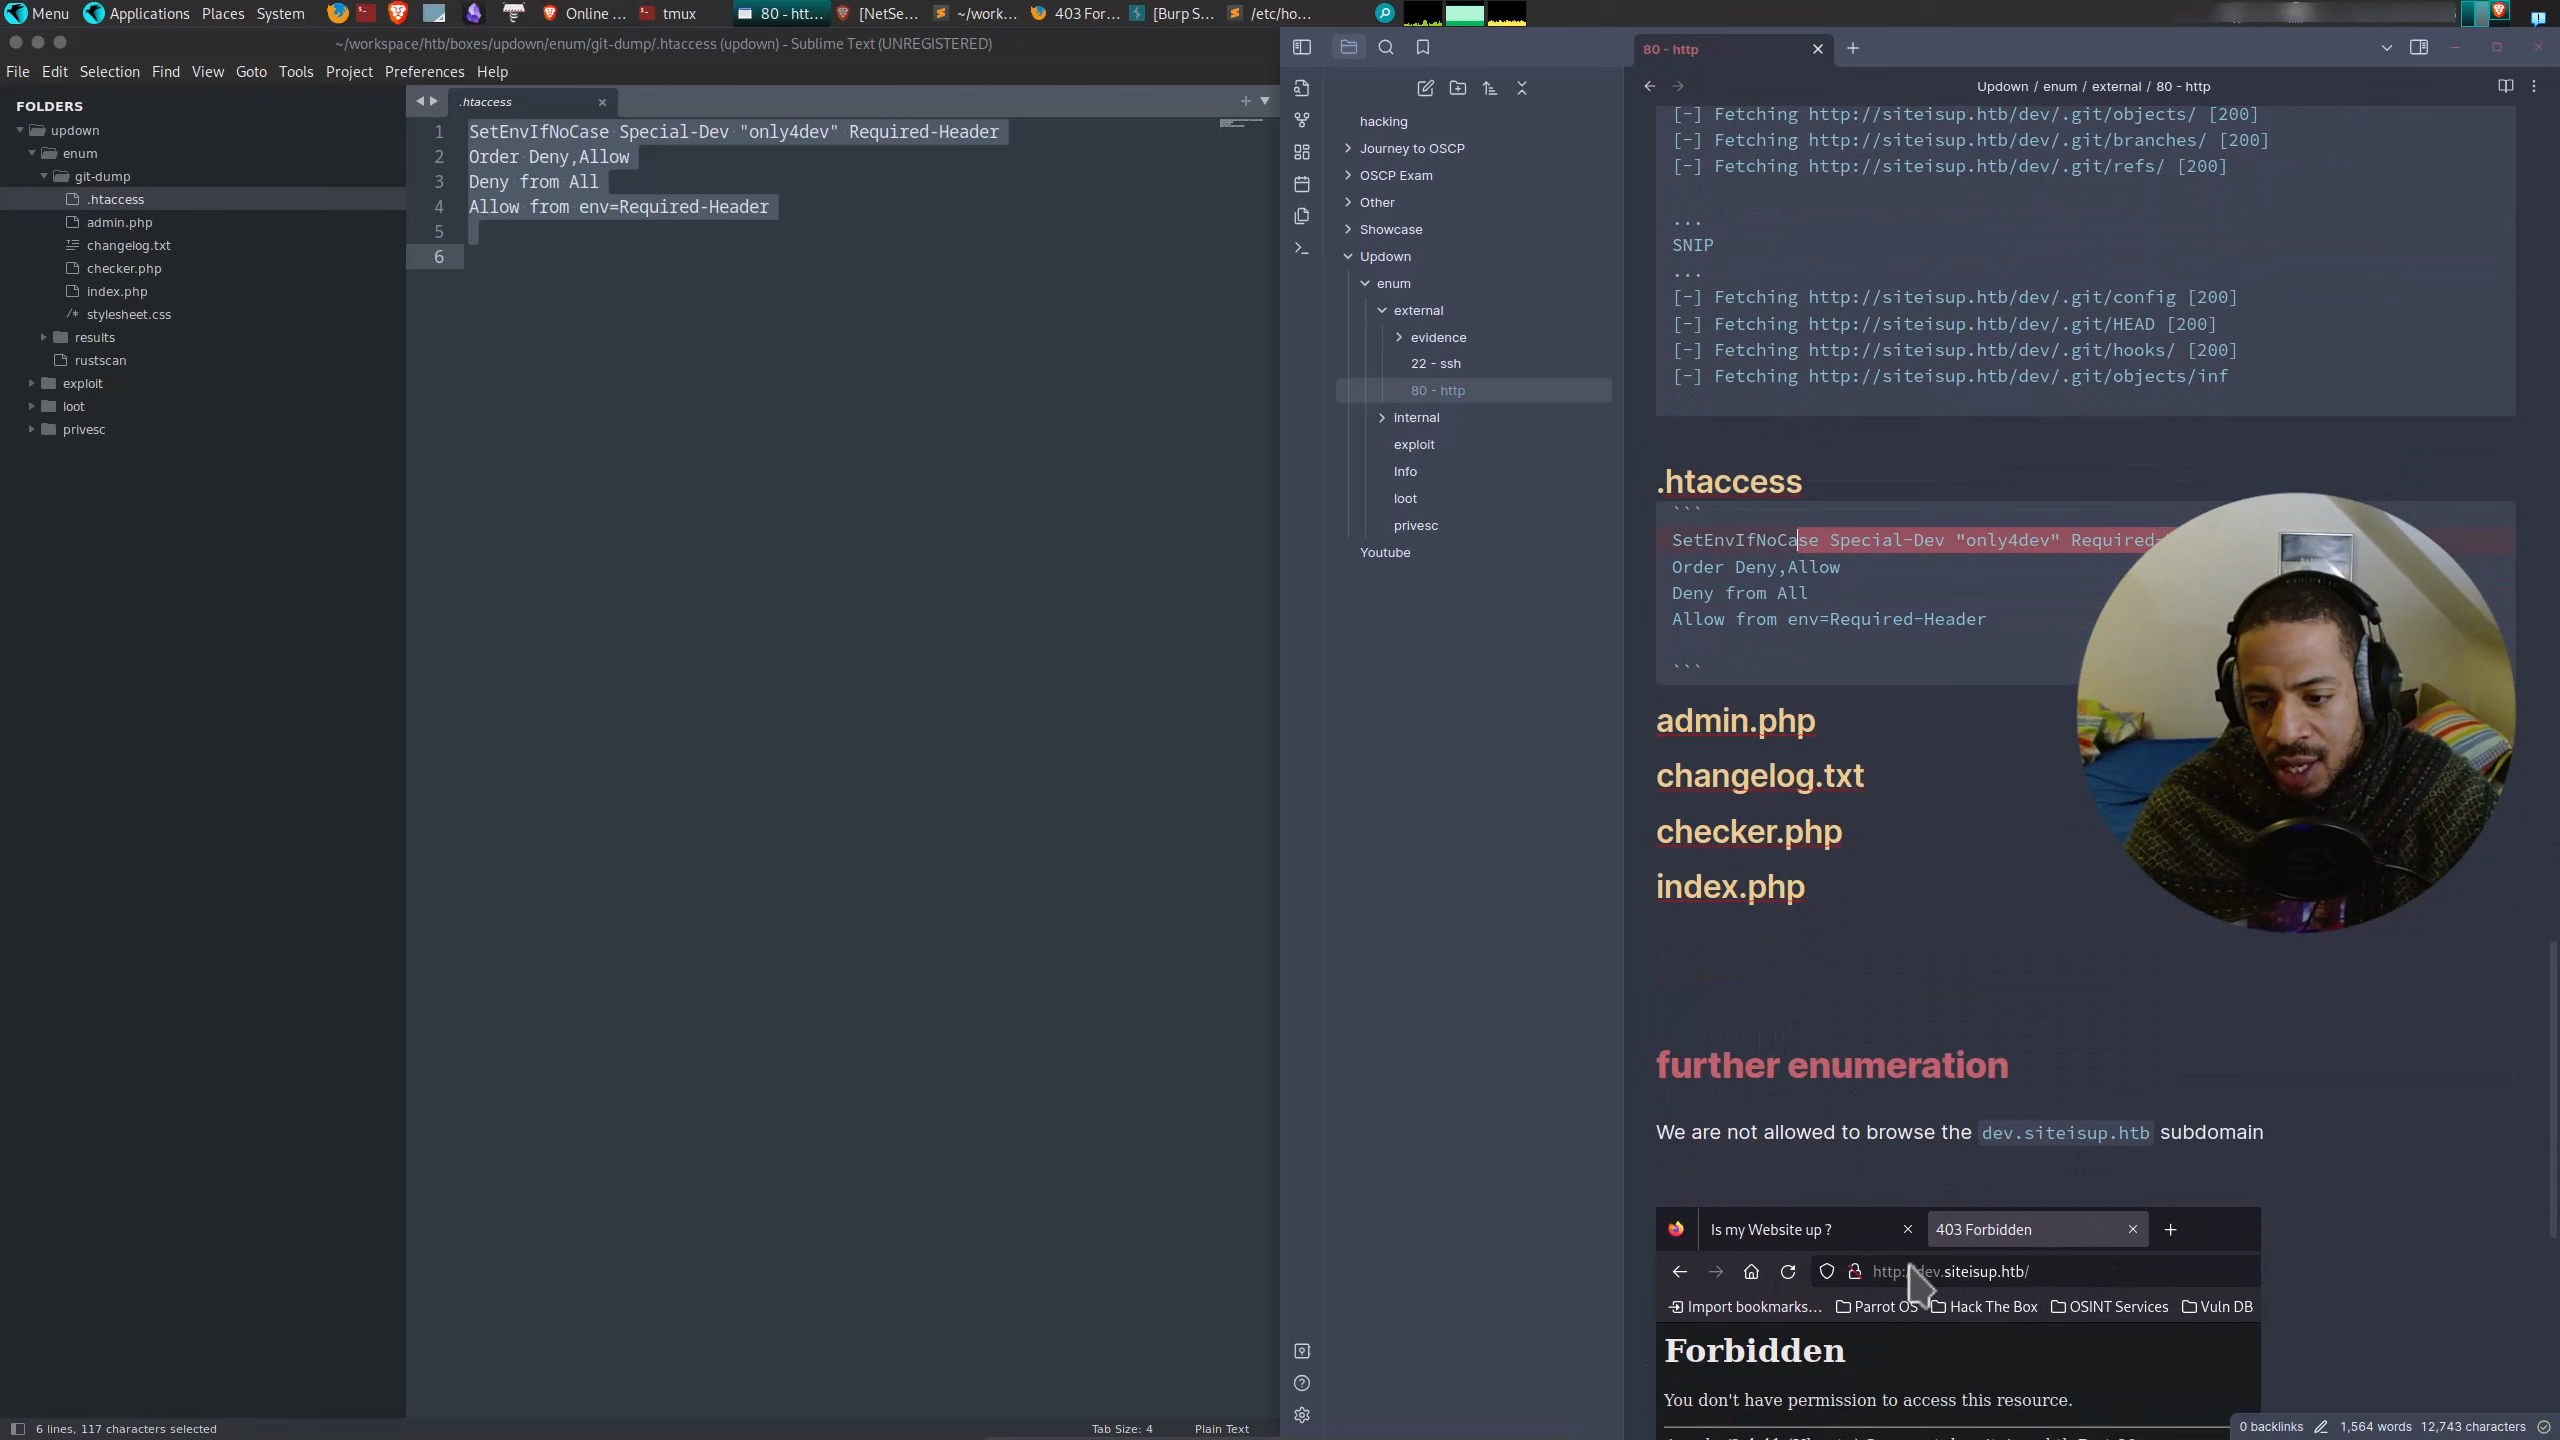 Menu Applications Places System Online ... tmux 80 - htt... [NetSe... ~/work... 403 For... [Burp S... /etc/ho...
~/workspace/htb/boxes/updown/enum/git-dump/.htaccess (updown) - Sublime Text (UNREGISTERED)
File Edit Selection Find View Goto Tools Project Preferences Help
FOLDERS
updown
enum
git-dump
.htaccess
admin.php
changelog.txt
checker.php
index.php
/* stylesheet.css
results
rustscan
exploit
loot
privesc
.htaccess
1 SetEnvIfNoCase Special-Dev "only4dev" Required-Header
2 Order Deny,Allow
3 Deny from All
4 Allow from env=Required-Header
5
6
6 lines, 117 characters selected
Tab Size: 4 Plain Text
hacking
Journey to OSCP
OSCP Exam
Other
Showcase
Updown
enum
external
evidence
22 - ssh
80 - http
internal
exploit
Info
loot
privesc
Youtube
80 - http
Updown / enum / external / 80 - http
[-] Fetching http://siteisup.htb/dev/.git/objects/ [200]
[-] Fetching http://siteisup.htb/dev/.git/branches/ [200]
[-] Fetching http://siteisup.htb/dev/.git/refs/ [200]
...
SNIP
...
[-] Fetching http://siteisup.htb/dev/.git/config [200]
[-] Fetching http://siteisup.htb/dev/.git/HEAD [200]
[-] Fetching http://siteisup.htb/dev/.git/hooks/ [200]
[-] Fetching http://siteisup.htb/dev/.git/objects/inf
.htaccess
```
SetEnvIfNoCase Special-Dev "only4dev" Required-
Order Deny,Allow
Deny from All
Allow from env=Required-Header
```
admin.php
changelog.txt
checker.php
index.php
further enumeration
We are not allowed to browse the dev.siteisup.htb subdomain
Is my Website up ? 403 Forbidden
http://dev.siteisup.htb/
Import bookmarks... Parrot OS Hack The Box OSINT Services Vuln DB
Forbidden
You don't have permission to access this resource.
0 backlinks 1,564 words 12,743 characters